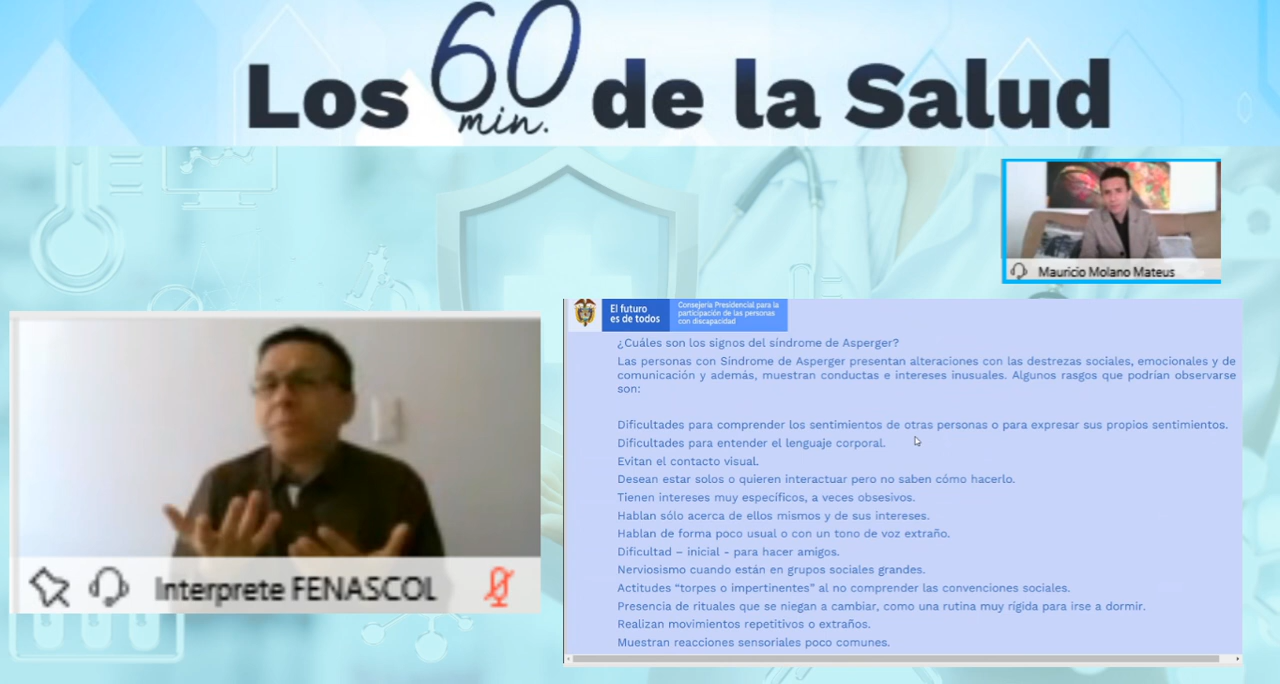 Los 60 min. de la Salud
Mauricio Molano Mateus
El futuro
es de todos
Consejería Presidencial para la
participación de las personas
con discapacidad
¿Cuáles son los signos del síndrome de Asperger?
Las personas con Síndrome de Asperger presentan alteraciones con las destrezas sociales, emocionales y de
comunicación y además, muestran conductas e intereses inusuales. Algunos rasgos que podrían observarse
son:
Dificultades para comprender los sentimientos de otras personas o para expresar sus propios sentimientos.
Dificultades para entender el lenguaje corporal.
Evitan el contacto visual.
Desean estar solos o quieren interactuar pero no saben cómo hacerlo.
Tienen intereses muy específicos, a veces obsesivos.
Hablan sólo acerca de ellos mismos y de sus intereses.
Hablan de forma poco usual o con un tono de voz extraño.
Dificultad – inicial - para hacer amigos.
Nerviosismo cuando están en grupos sociales grandes.
Actitudes “torpes o impertinentes” al no comprender las convenciones sociales.
Presencia de rituales que se niegan a cambiar, como una rutina muy rígida para irse a dormir.
Realizan movimientos repetitivos o extraños.
Muestran reacciones sensoriales poco comunes.
Interprete FENASCOL